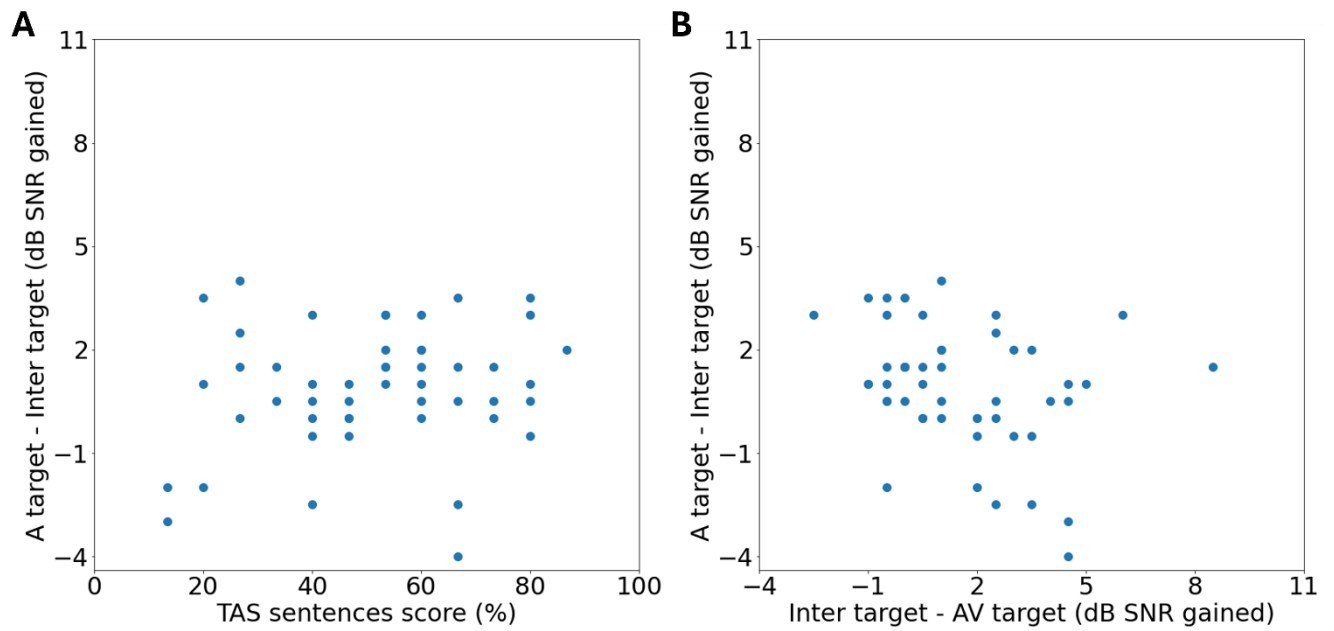 A
A target - Inter target (dB SNR gained)
11
8
5
2
−1
−4
0 20 40 60 80 100
TAS sentences score (%)
B
A target - Inter target (dB SNR gained)
11
8
5
2
−1
−4
−4 −1 2 5 8 11
Inter target - AV target (dB SNR gained)